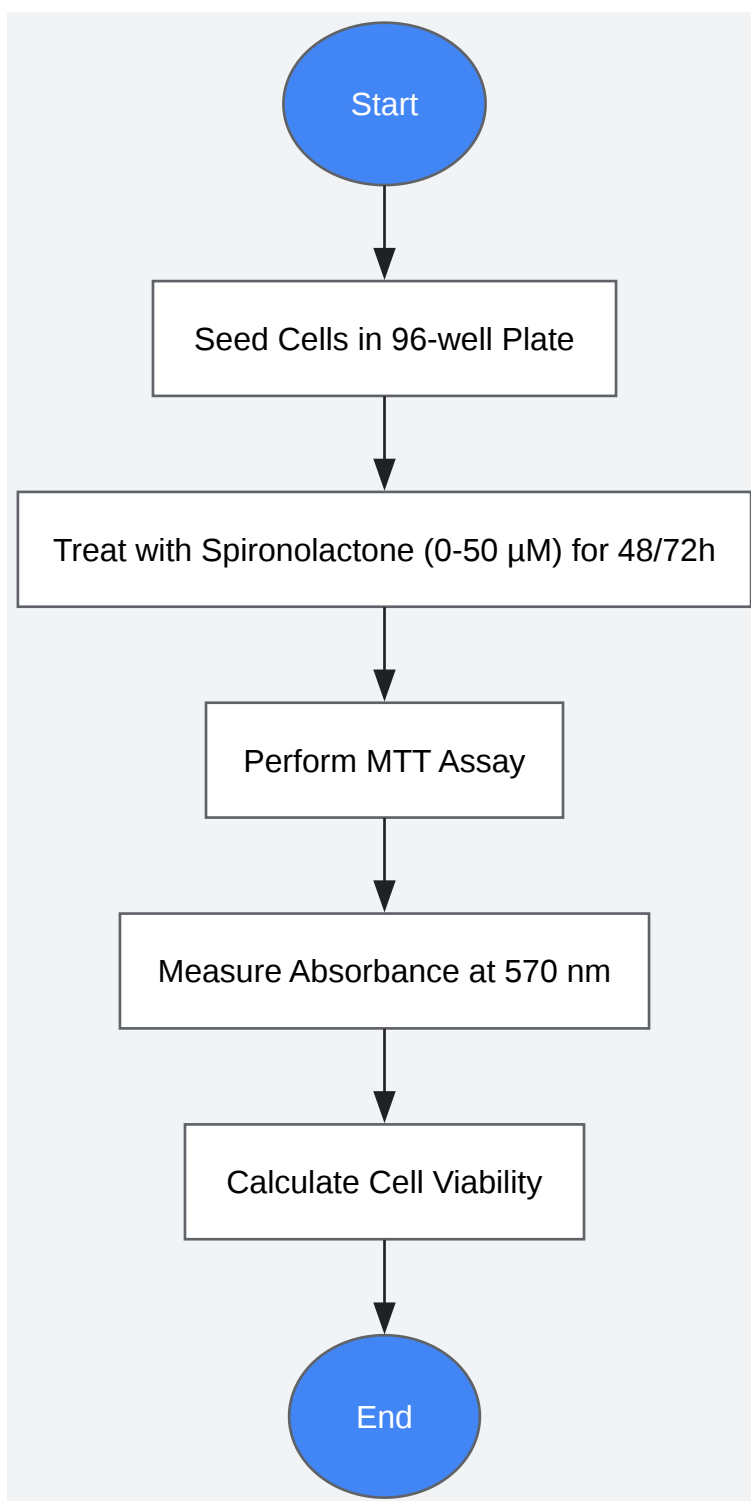 Start
Seed Cells in 96-well Plate
Treat with Spironolactone (0-50 µM) for 48/72h
Perform MTT Assay
Measure Absorbance at 570 nm
Calculate Cell Viability
End